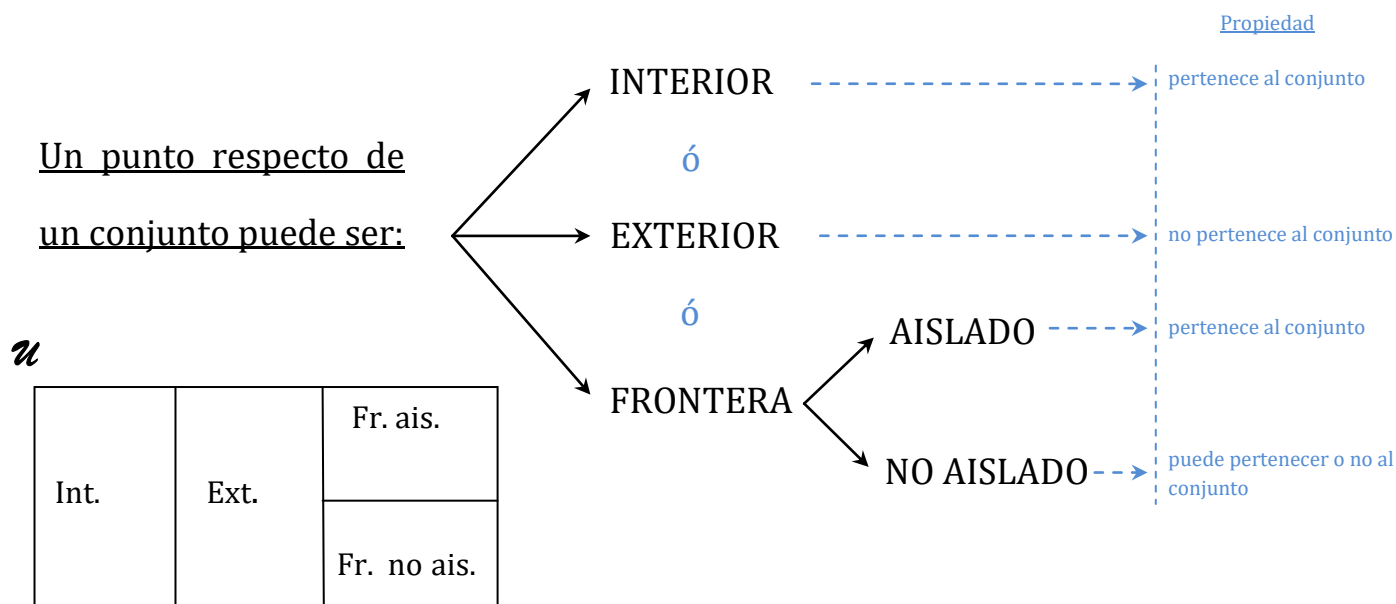 Propiedad
INTERIOR
pertenece al conjunto
Un punto respecto de
un conjunto puede ser:
ó
EXTERIOR
no pertenece al conjunto
ó
AISLADO
pertenece al conjunto
FRONTERA
NO AISLADO
puede pertenecer o no al
conjunto
U
Int.
Ext.
Fr. ais.
Fr. no ais.